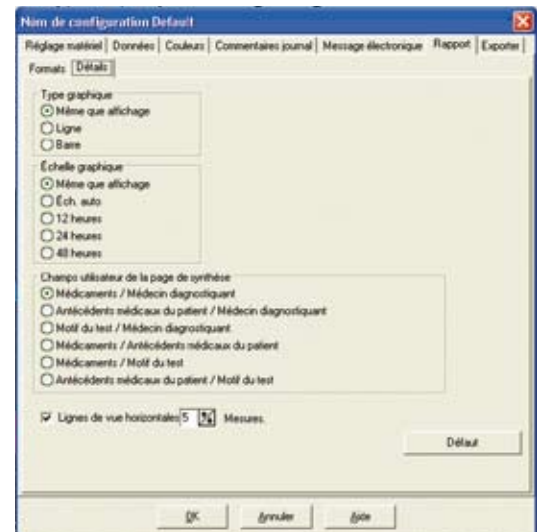 Nom de configuration Default
Réglage matériel Données Couleurs Commentaires journal Message électronique Rapport Exporter
Formats Détails
Type graphique
Même que affichage
Ligne
Barre
Échelle graphique
Même que affichage
Éch. auto
12 heures
24 heures
48 heures
Champs utilisateur de la page de synthèse
Médicaments / Médecin diagnostiquant
Antécédents médicaux du patient / Médecin diagnostiquant
Motif du test / Médecin diagnostiquant
Médicaments / Antécédents médicaux du patient
Médicaments / Motif du test
Antécédents médicaux du patient / Motif du test
Lignes de vue horizontales 5 Mesures.
Défaut
OK Annuler Aide